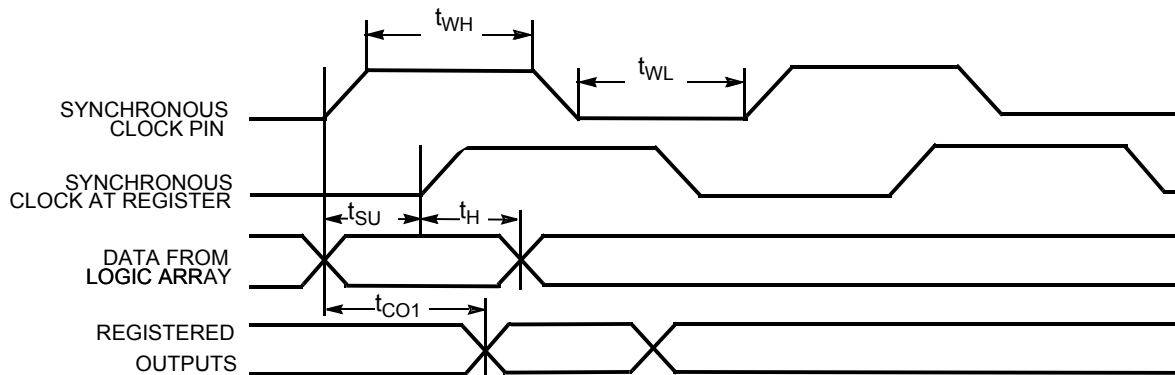 tWH
tWL
SYNCHRONOUS
CLOCK PIN
SYNCHRONOUS
CLOCK AT REGISTER
tSU
tH
DATA FROM
LOGIC ARRAY
tCO1
REGISTERED
OUTPUTS